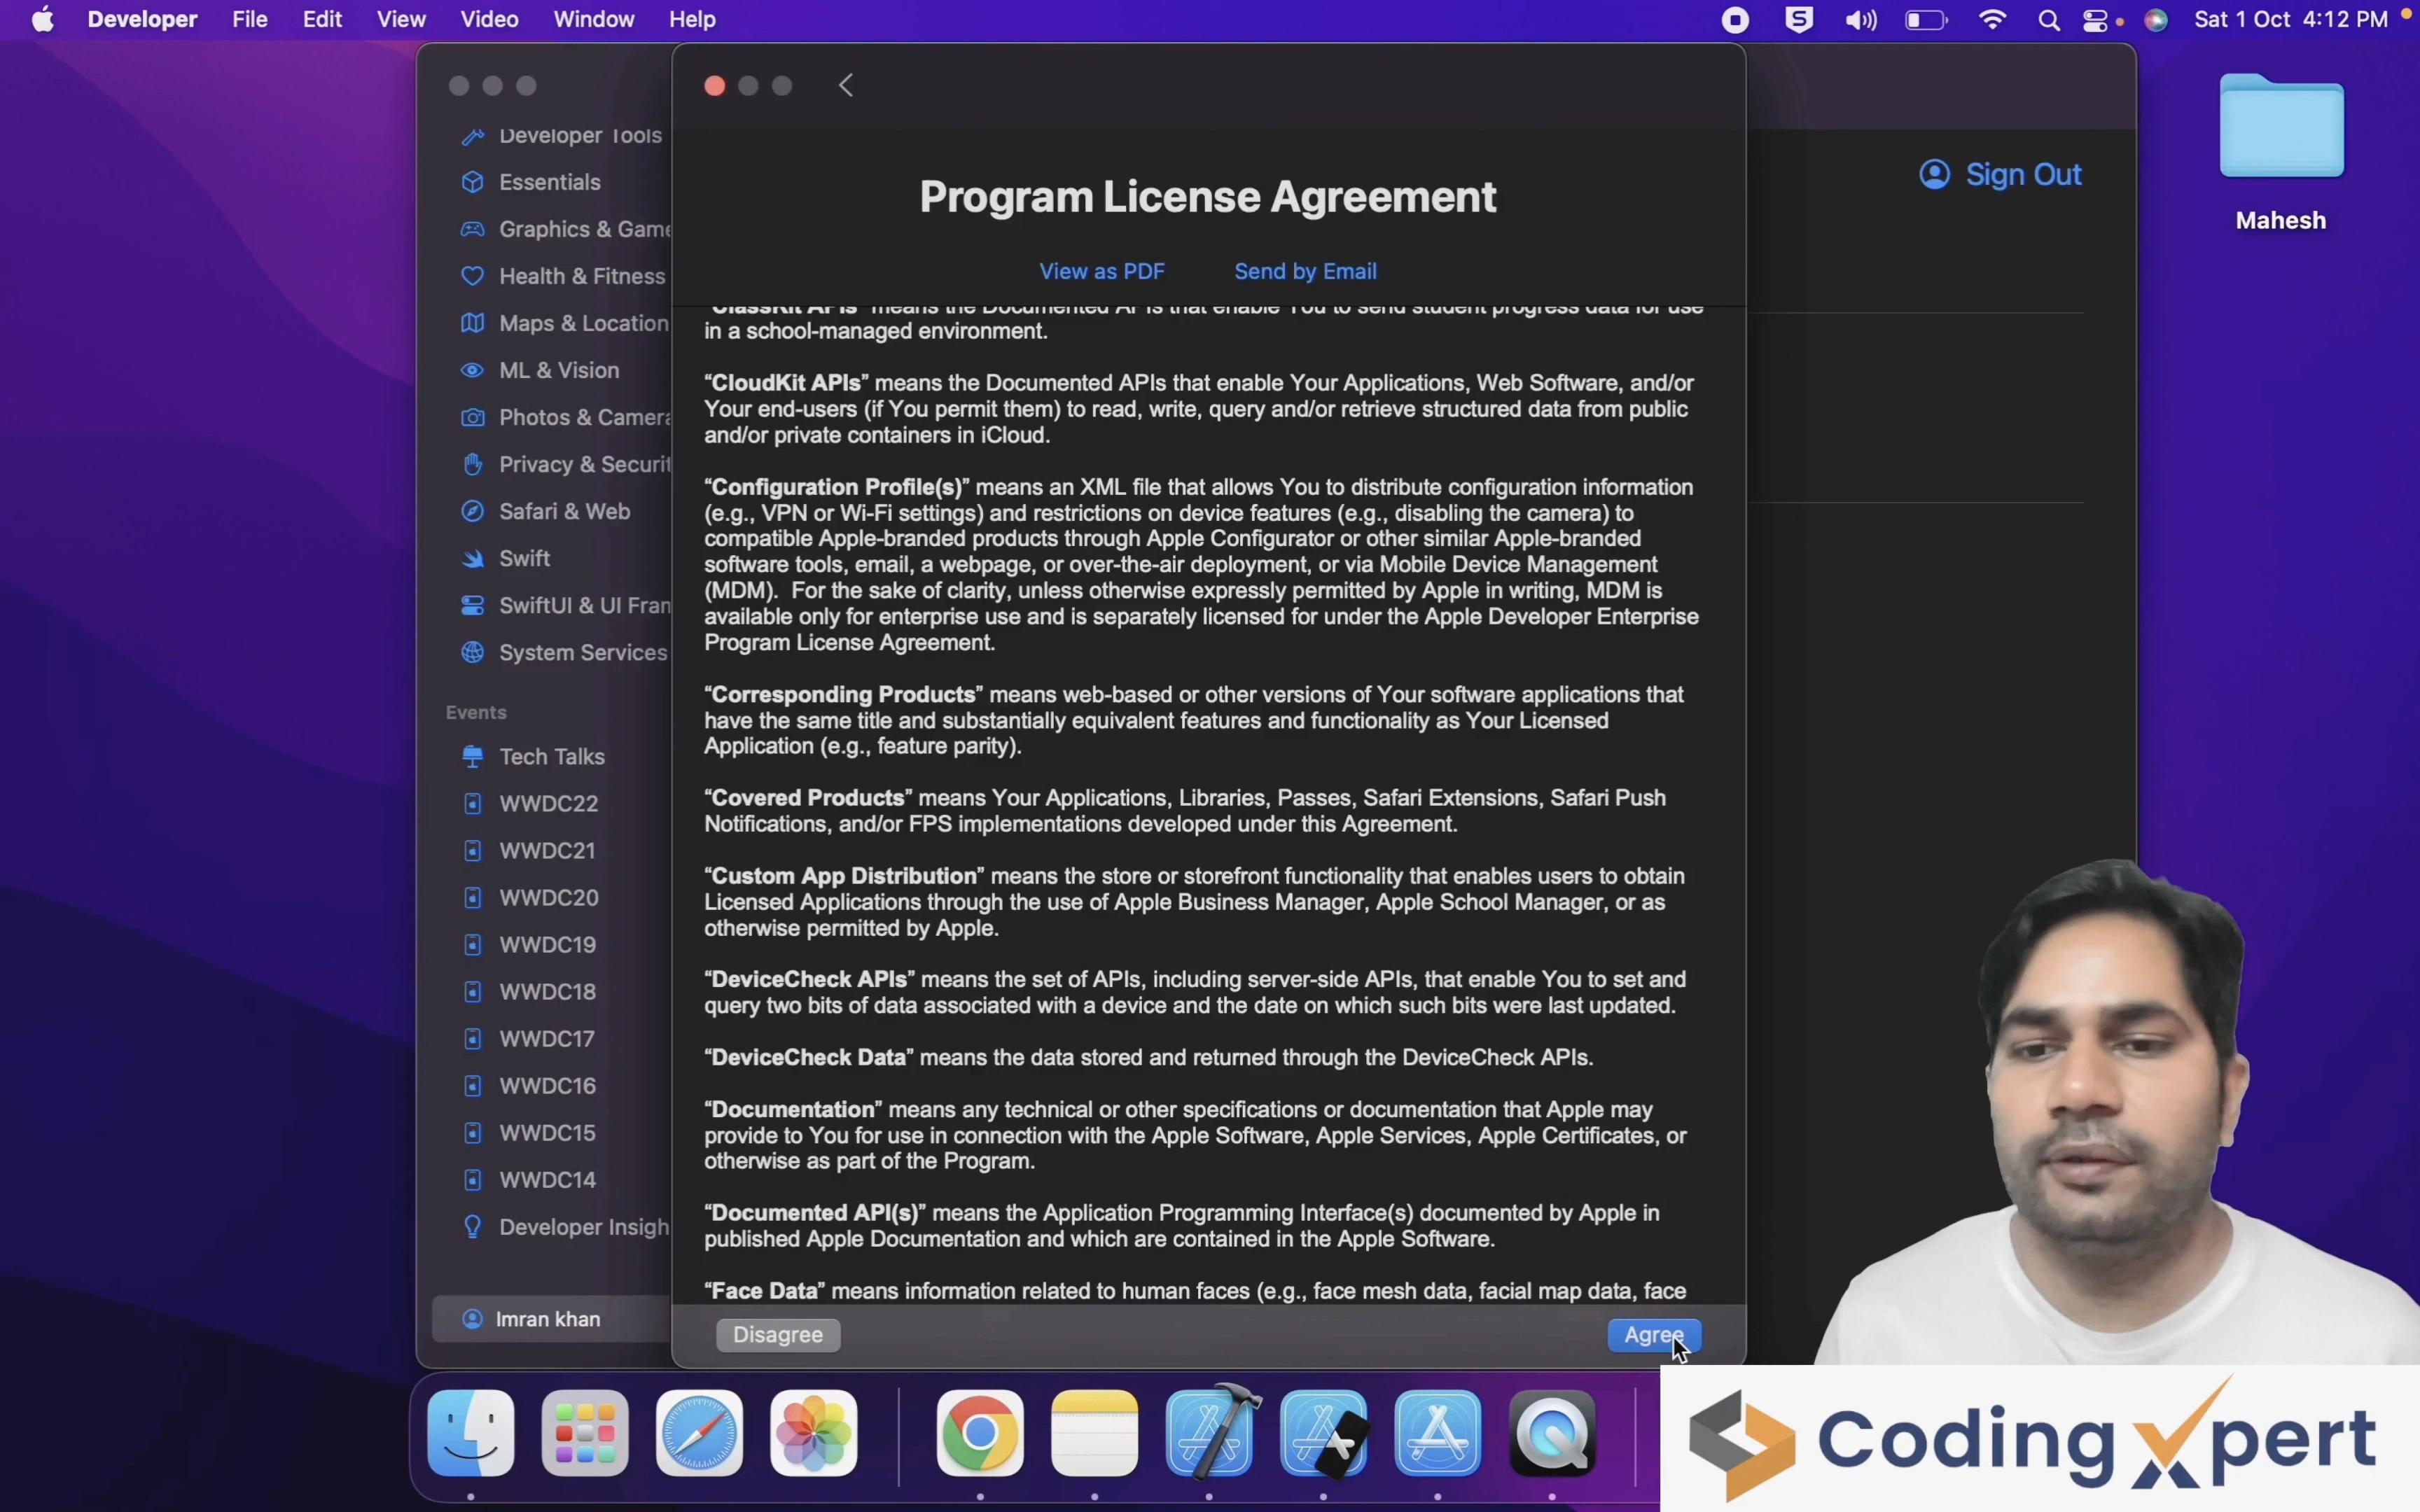 Developer File Edit View Video Window Help
Sat 1 Oct 4:12 PM
Developer Tools
Essentials
Graphics & Game
Health & Fitness
Maps & Location
ML & Vision
Photos & Camera
Privacy & Securit
Safari & Web
Swift
SwiftUI & UI Fran
System Services
Events
Tech Talks
WWDC22
WWDC21
WWDC20
WWDC19
WWDC18
WWDC17
WWDC16
WWDC15
WWDC14
Developer Insigh
Imran khan
Program License Agreement
View as PDF Send by Email
“ClassKit APIs” means the Documented APIs that enable You to send student progress data for use
in a school-managed environment.
“CloudKit APIs” means the Documented APIs that enable Your Applications, Web Software, and/or
Your end-users (if You permit them) to read, write, query and/or retrieve structured data from public
and/or private containers in iCloud.
“Configuration Profile(s)” means an XML file that allows You to distribute configuration information
(e.g., VPN or Wi-Fi settings) and restrictions on device features (e.g., disabling the camera) to
compatible Apple-branded products through Apple Configurator or other similar Apple-branded
software tools, email, a webpage, or over-the-air deployment, or via Mobile Device Management
(MDM).  For the sake of clarity, unless otherwise expressly permitted by Apple in writing, MDM is
available only for enterprise use and is separately licensed for under the Apple Developer Enterprise
Program License Agreement.
“Corresponding Products” means web-based or other versions of Your software applications that
have the same title and substantially equivalent features and functionality as Your Licensed
Application (e.g., feature parity).
“Covered Products” means Your Applications, Libraries, Passes, Safari Extensions, Safari Push
Notifications, and/or FPS implementations developed under this Agreement.
“Custom App Distribution” means the store or storefront functionality that enables users to obtain
Licensed Applications through the use of Apple Business Manager, Apple School Manager, or as
otherwise permitted by Apple.
“DeviceCheck APIs” means the set of APIs, including server-side APIs, that enable You to set and
query two bits of data associated with a device and the date on which such bits were last updated.
“DeviceCheck Data” means the data stored and returned through the DeviceCheck APIs.
“Documentation” means any technical or other specifications or documentation that Apple may
provide to You for use in connection with the Apple Software, Apple Services, Apple Certificates, or
otherwise as part of the Program.
“Documented API(s)” means the Application Programming Interface(s) documented by Apple in
published Apple Documentation and which are contained in the Apple Software.
“Face Data” means information related to human faces (e.g., face mesh data, facial map data, face
Disagree Agree
Sign Out
Mahesh
CodingXpert